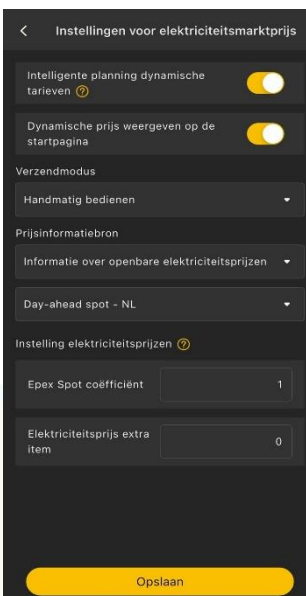 Instellingen voor elektriciteitsmarktprijs
Intelligente planning dynamische
tarieven ?
Dynamische prijs weergeven op de
startpagina
Verzendmodus
Handmatig bedienen
Prijsinformatiebron
Informatie over openbare elektriciteitsprijzen
Day-ahead spot - NL
Instelling elektriciteitsprijzen ?
Epex Spot coëfficiënt 1
Elektriciteitsprijs extra
item 0
Opslaan